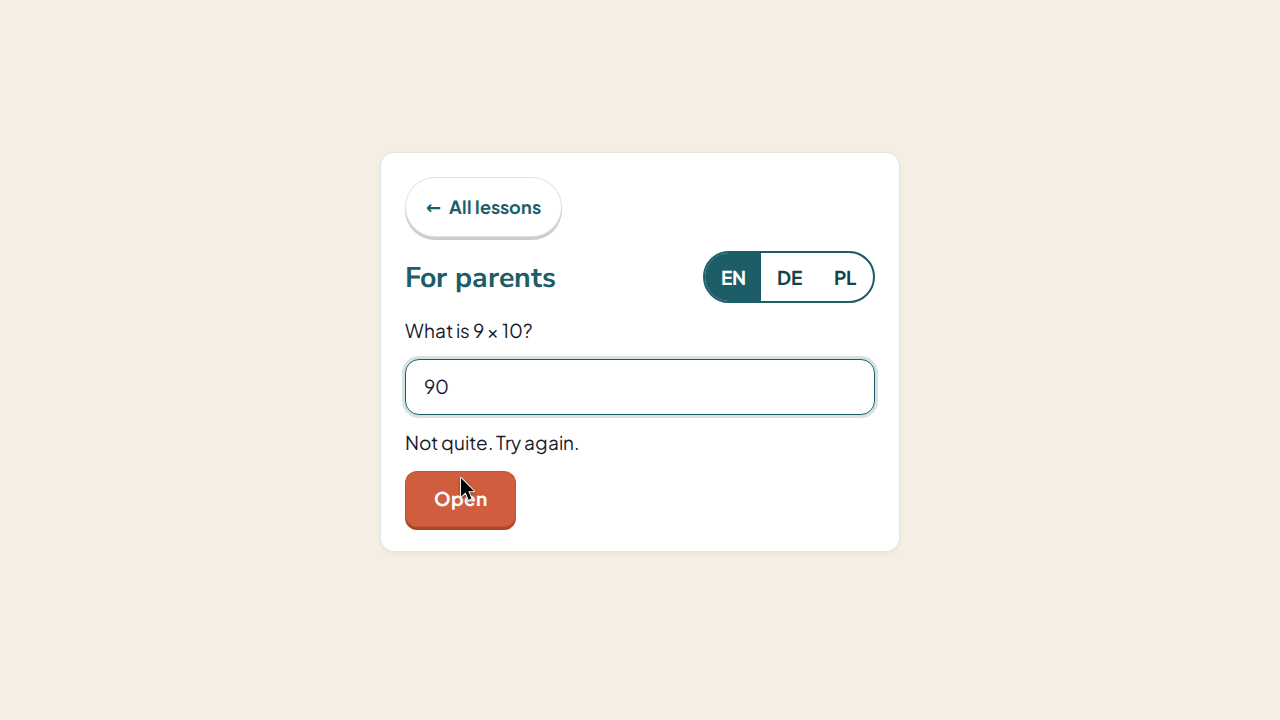 ← All lessons
For parents
EN DE PL
What is 9 × 10?
90
Not quite. Try again.
Open